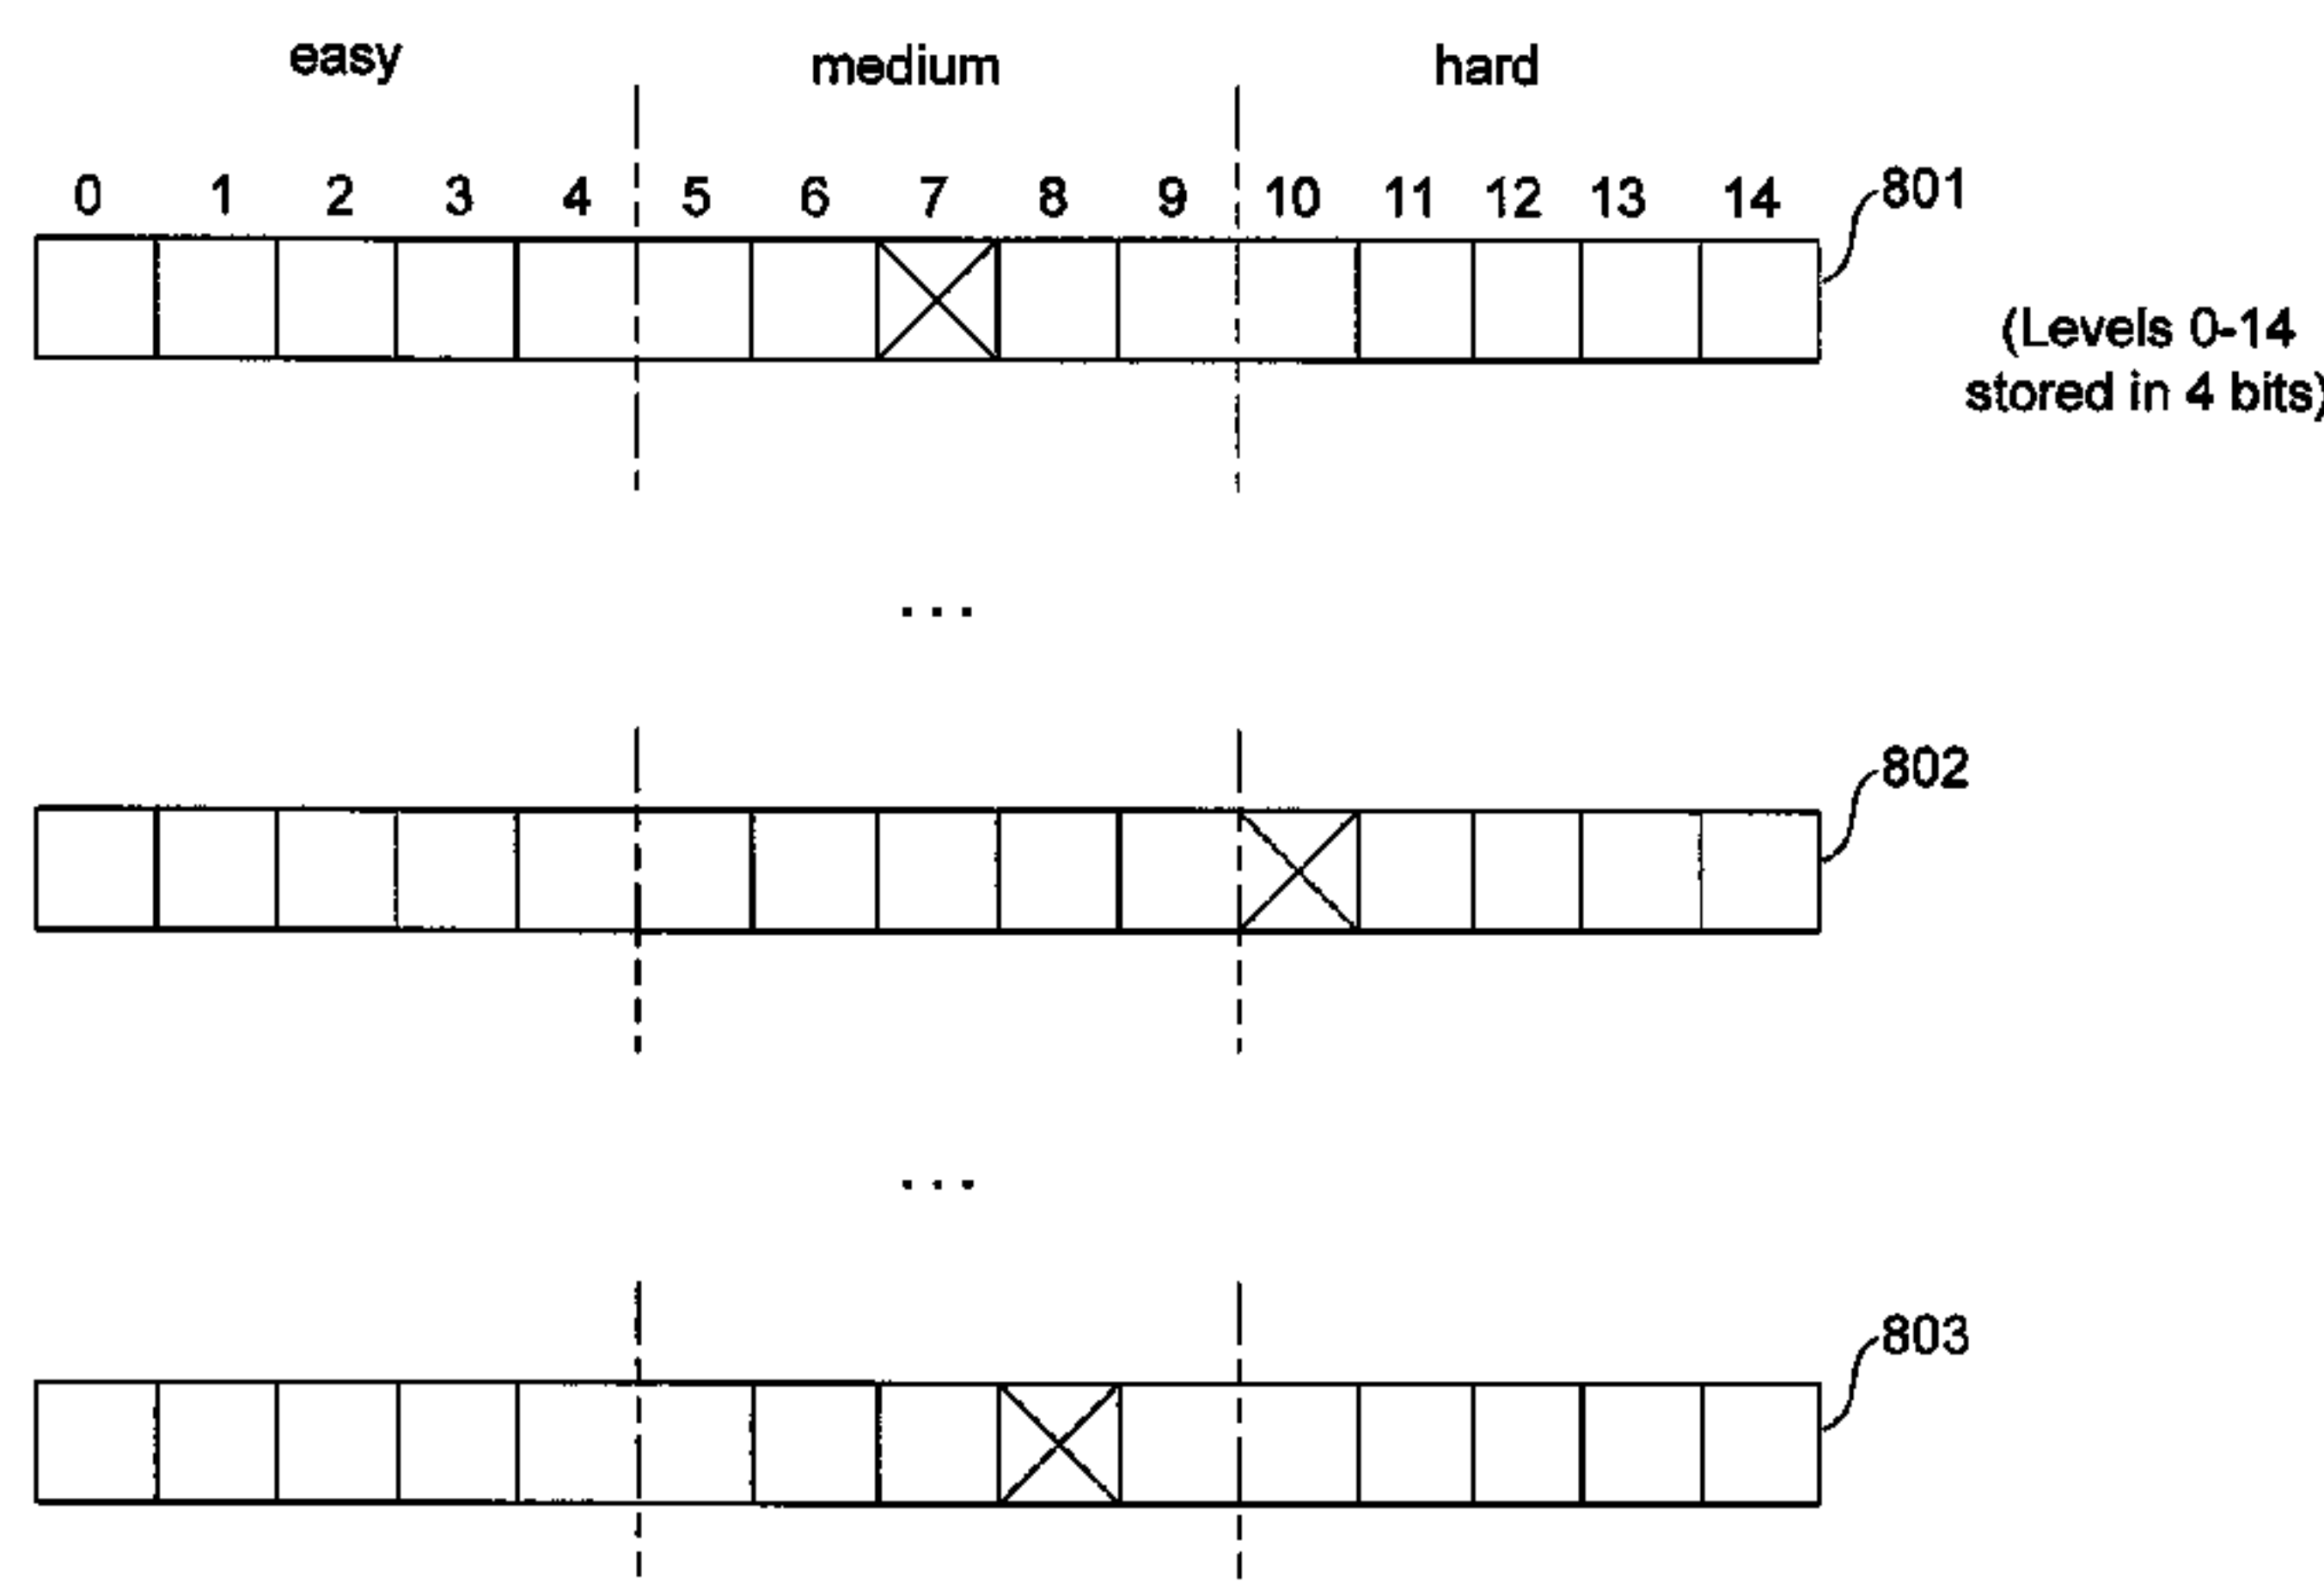 easy medium hard
0 1 2 3 4 5 6 7 8 9 10 11 12 13 14 801
(Levels 0-14
stored in 4 bits)
...
802
...
803